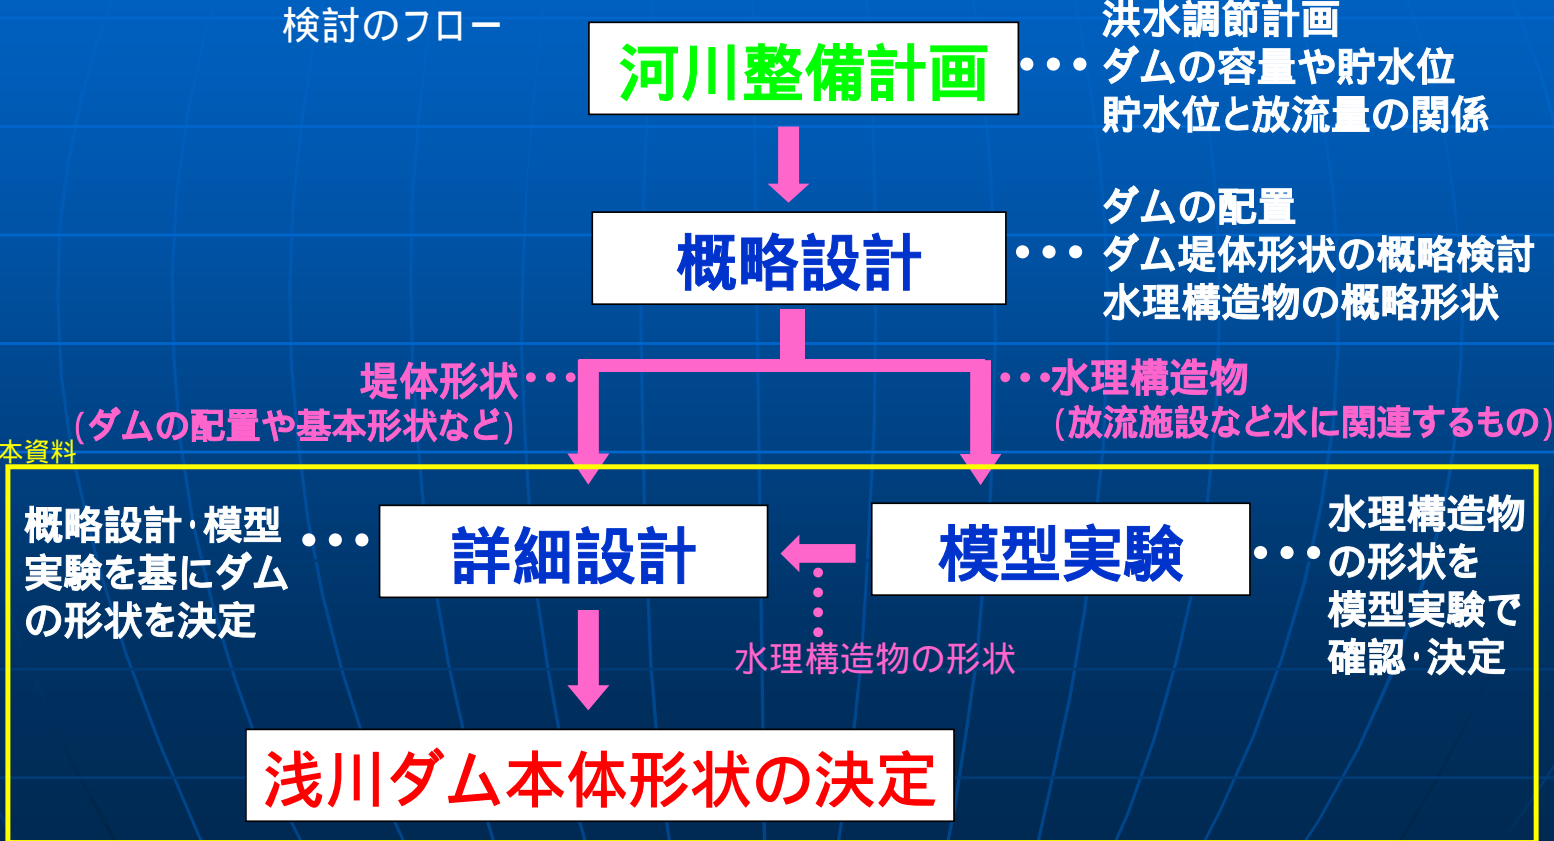 検討のフロー
河川整備計画
・・・
洪水調節計画
ダムの容量や貯水位
貯水位と放流量の関係
概略設計
・・・
ダムの配置
ダム堤体形状の概略検討
水理構造物の概略形状
堤体形状・・・
(ダムの配置や基本形状など)
・・・水理構造物
(放流施設など水に関連するもの)
本資料
概略設計・模型
実験を基にダム
の形状を決定
・・・
詳細設計
模型実験
・・・
水理構造物
の形状を
模型実験で
確認・決定
水理構造物の形状
浅川ダム本体形状の決定